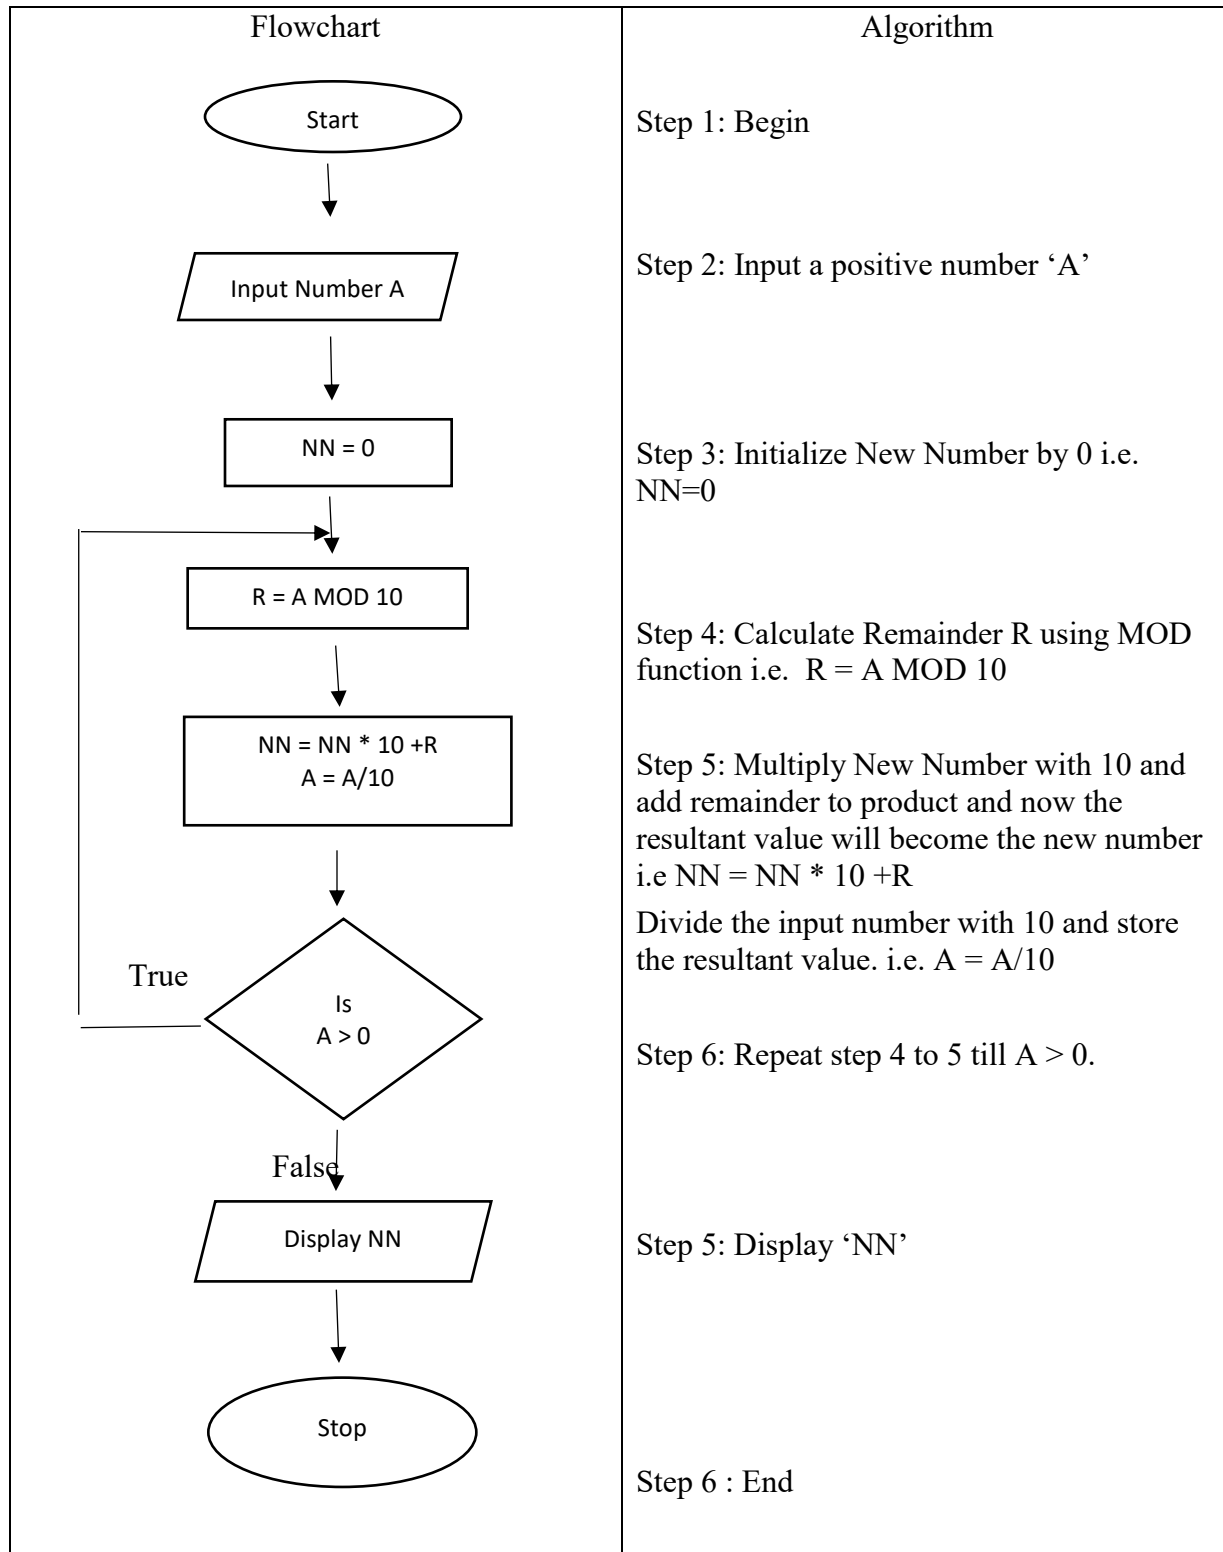 Flowchart
Start
Input Number A
NN = 0
R = A MOD 10
NN = NN * 10 +R
A = A/10
True
Is
A > 0
False
Display NN
Stop
Algorithm
Step 1: Begin
Step 2: Input a positive number ‘A’
Step 3: Initialize New Number by 0 i.e.
NN=0
Step 4: Calculate Remainder R using MOD
function i.e.  R = A MOD 10
Step 5: Multiply New Number with 10 and
add remainder to product and now the
resultant value will become the new number
i.e NN = NN * 10 +R
Divide the input number with 10 and store
the resultant value. i.e. A = A/10
Step 6: Repeat step 4 to 5 till A > 0.
Step 5: Display ‘NN’
Step 6 : End